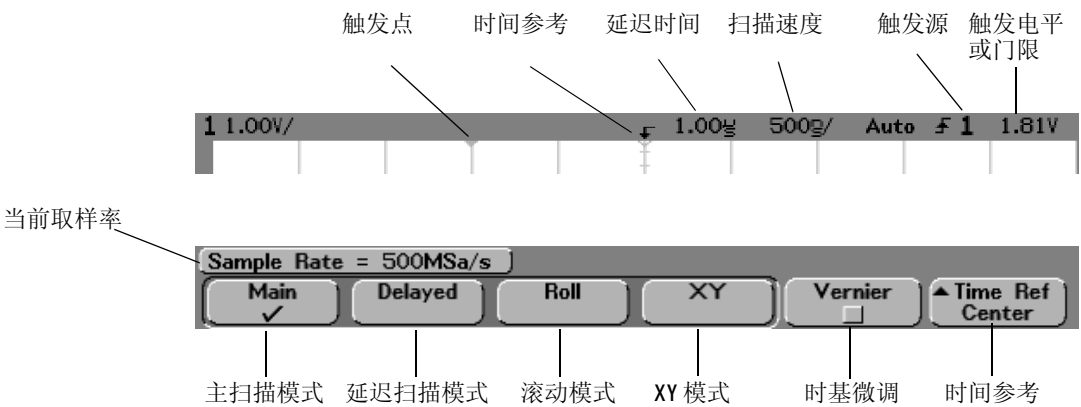 触发点 时间参考 延迟时间 扫描速度 触发源 触发电平
或门限
1 1.00V/ 1.00us 500ns/ Auto 1 1.81V
当前取样率
Sample Rate = 500MSa/s
Main Delayed Roll XY Vernier Time Ref
Center
主扫描模式 延迟扫描模式 滚动模式 XY 模式 时基微调 时间参考